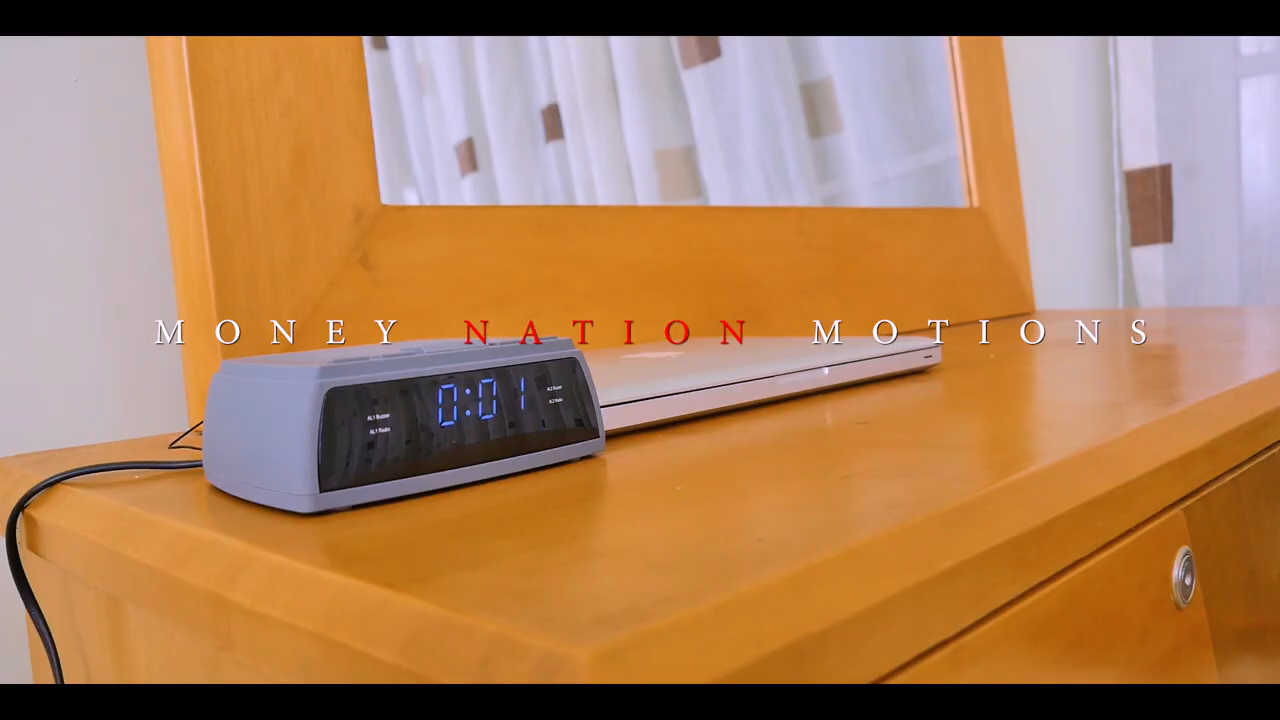 MONEY NATION MOTIONS
0:01
AL1 Buzzer
AL1 Radio
AL2 Buzzer
AL2 Radio